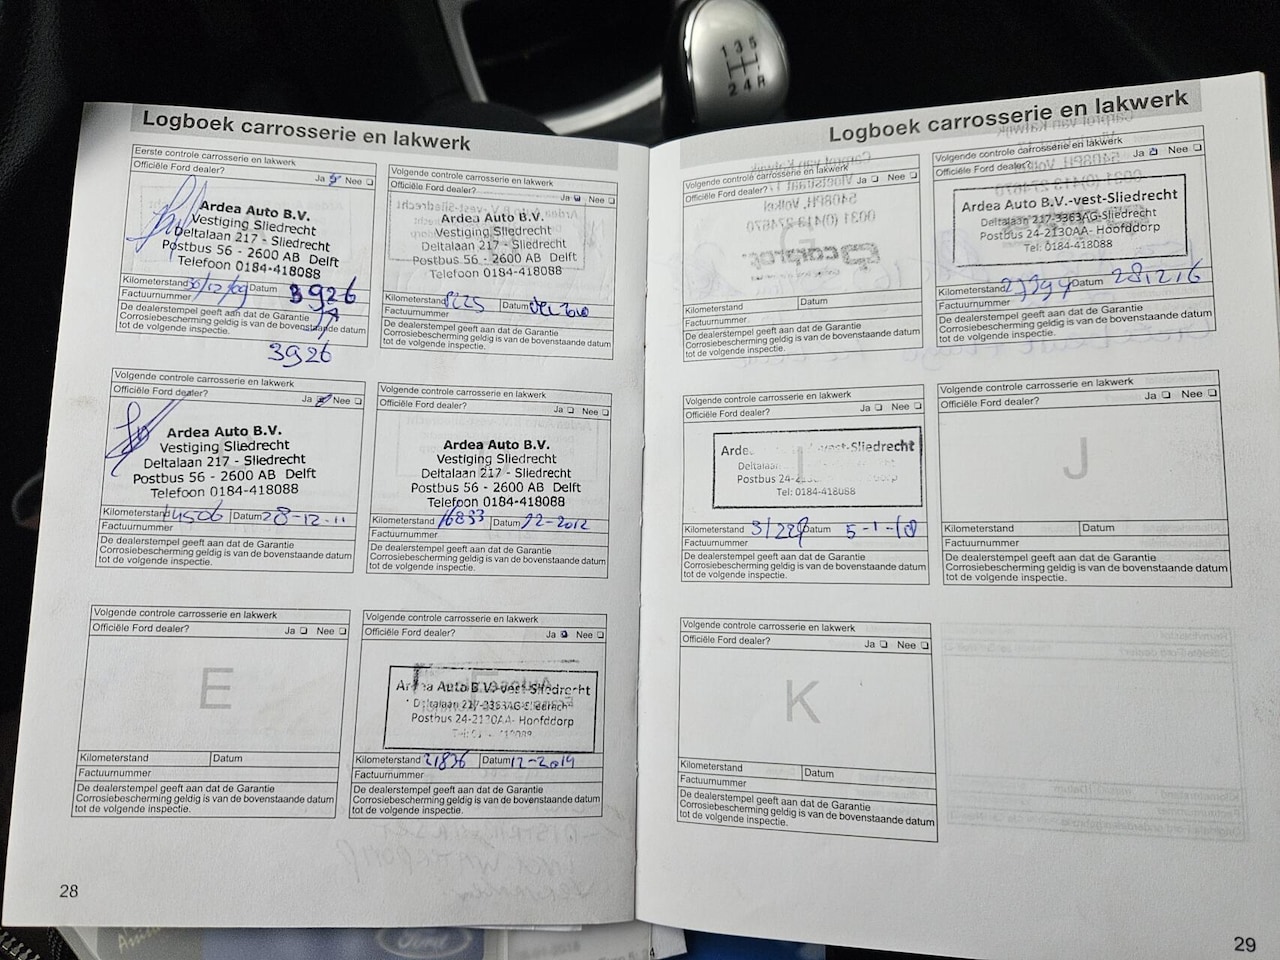 1 3 5
2 4 R
Logboek carrosserie en lakwerk
Eerste controle carrosserie en lakwerk
Officiële Ford dealer?
Ja Nee
Ardea Auto B.V.
Vestiging Sliedrecht
Deltalaan 217 - Sliedrecht
Postbus 56 - 2600 AB Delft
Telefoon 0184-418088
Kilometerstand 30/12/09 Datum 3926
Factuurnummer
De dealerstempel geeft aan dat de Garantie
Corrosiebescherming geldig is van bovenstaande datum
tot de volgende inspectie.
3926
Volgende controle carrosserie en lakwerk
Officiële Ford dealer?
Ja Nee
Ardea Auto B.V.
Vestiging Sliedrecht
Deltalaan 217 - Sliedrecht
Postbus 56 - 2600 AB Delft
Telefoon 0184-418088
Kilometerstand Datum
Factuurnummer
De dealerstempel geeft aan dat de Garantie
Corrosiebescherming geldig is van bovenstaande datum
tot de volgende inspectie.
Volgende controle carrosserie en lakwerk
Officiële Ford dealer?
Ja Nee
Ardea Auto B.V.
Vestiging Sliedrecht
Deltalaan 217 - Sliedrecht
Postbus 56 - 2600 AB Delft
Telefoon 0184-418088
Kilometerstand 14506 Datum 28-12-11
Factuurnummer
De dealerstempel geeft aan dat de Garantie
Corrosiebescherming geldig is van bovenstaande datum
tot de volgende inspectie.
Volgende controle carrosserie en lakwerk
Officiële Ford dealer?
Ja Nee
Ardea Auto B.V.
Vestiging Sliedrecht
Deltalaan 217 - Sliedrecht
Postbus 56 - 2600 AB Delft
Telefoon 0184-418088
Kilometerstand 16833 Datum 12-2012
Factuurnummer
De dealerstempel geeft aan dat de Garantie
Corrosiebescherming geldig is van bovenstaande datum
tot de volgende inspectie.
Volgende controle carrosserie en lakwerk
Officiële Ford dealer?
Ja Nee
E
Kilometerstand Datum
Factuurnummer
De dealerstempel geeft aan dat de Garantie
Corrosiebescherming geldig is van bovenstaande datum
tot de volgende inspectie.
Volgende controle carrosserie en lakwerk
Officiële Ford dealer?
Ja Nee
Ardea Auto B.V.-vest-Sliedrecht
Deltalaan 217-3363AG-Sliedrecht
Postbus 24-2130AA- Hoofddorp
Kilometerstand 21836 Datum 12-2014
Factuurnummer
De dealerstempel geeft aan dat de Garantie
Corrosiebescherming geldig is van bovenstaande datum
tot de volgende inspectie.
28
Logboek carrosserie en lakwerk
Volgende controle carrosserie en lakwerk
Officiële Ford dealer?
Ja Nee
Kilometerstand Datum
Factuurnummer
De dealerstempel geeft aan dat de Garantie
Corrosiebescherming geldig is van bovenstaande datum
tot de volgende inspectie.
Volgende controle carrosserie en lakwerk
Officiële Ford dealer?
Ja Nee
Ardea Auto B.V.-vest-Sliedrecht
Deltalaan 217-3363AG-Sliedrecht
Postbus 24-2130AA- Hoofddorp
Tel: 0184-418088
Kilometerstand 27394 Datum 281216
Factuurnummer
De dealerstempel geeft aan dat de Garantie
Corrosiebescherming geldig is van bovenstaande datum
tot de volgende inspectie.
Volgende controle carrosserie en lakwerk
Officiële Ford dealer?
Ja Nee
I
vest-Sliedrecht
Deltalaan
Tel: 0184-418088
Kilometerstand Datum 5-1-18
Factuurnummer
De dealerstempel geeft aan dat de Garantie
Corrosiebescherming geldig is van bovenstaande datum
tot de volgende inspectie.
Volgende controle carrosserie en lakwerk
Officiële Ford dealer?
Ja Nee
J
Kilometerstand Datum
Factuurnummer
De dealerstempel geeft aan dat de Garantie
Corrosiebescherming geldig is van bovenstaande datum
tot de volgende inspectie.
Volgende controle carrosserie en lakwerk
Officiële Ford dealer?
Ja Nee
K
Kilometerstand Datum
Factuurnummer
De dealerstempel geeft aan dat de Garantie
Corrosiebescherming geldig is van bovenstaande datum
tot de volgende inspectie.
29
Ford